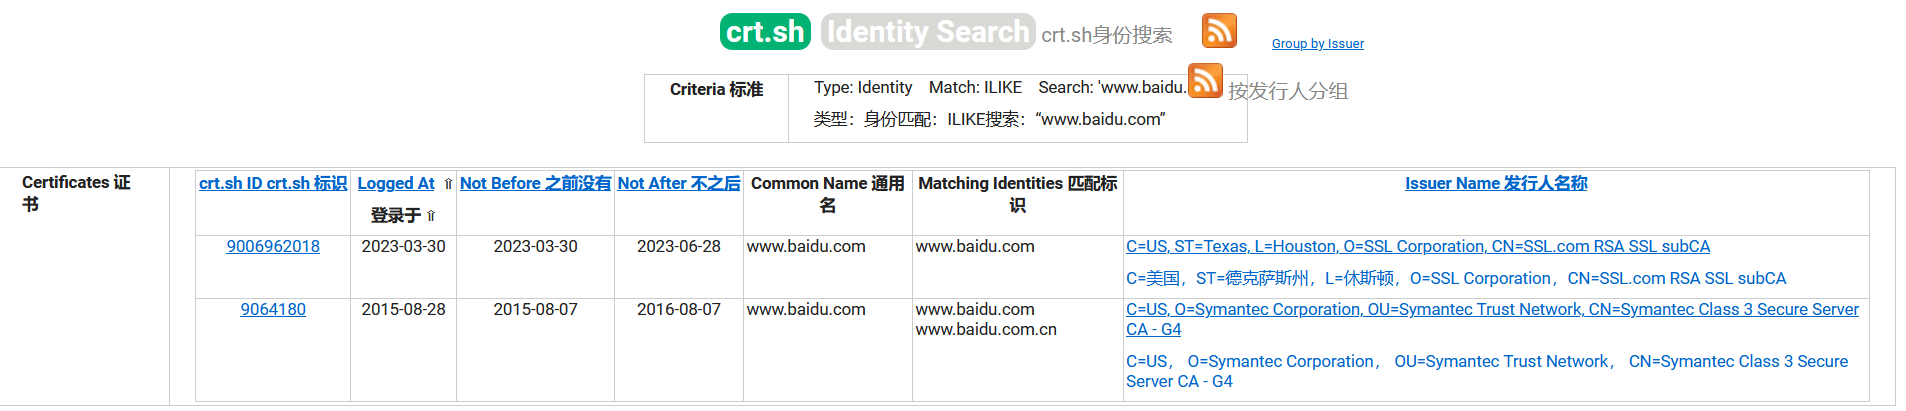 crt.sh Identity Search crt.sh身份搜索
Group by Issuer
按发行人分组
Criteria 标准
Type: Identity Match: ILIKE Search: 'www.baidu.
类型：身份匹配：ILIKE搜索：“www.baidu.com”
Certificates 证
书
crt.sh ID crt.sh 标识
Logged At ⇧
登录于 ⇧
Not Before 之前没有
Not After 不之后
Common Name 通用
名
Matching Identities 匹配标
识
Issuer Name 发行人名称
9006962018
2023-03-30
2023-03-30
2023-06-28
www.baidu.com
www.baidu.com
C=US, ST=Texas, L=Houston, O=SSL Corporation, CN=SSL.com RSA SSL subCA
C=美国，ST=德克萨斯州，L=休斯顿，O=SSL Corporation，CN=SSL.com RSA SSL subCA
9064180
2015-08-28
2015-08-07
2016-08-07
www.baidu.com
www.baidu.com
www.baidu.com.cn
C=US, O=Symantec Corporation, OU=Symantec Trust Network, CN=Symantec Class 3 Secure Server
CA - G4
C=US， O=Symantec Corporation， OU=Symantec Trust Network， CN=Symantec Class 3 Secure
Server CA - G4